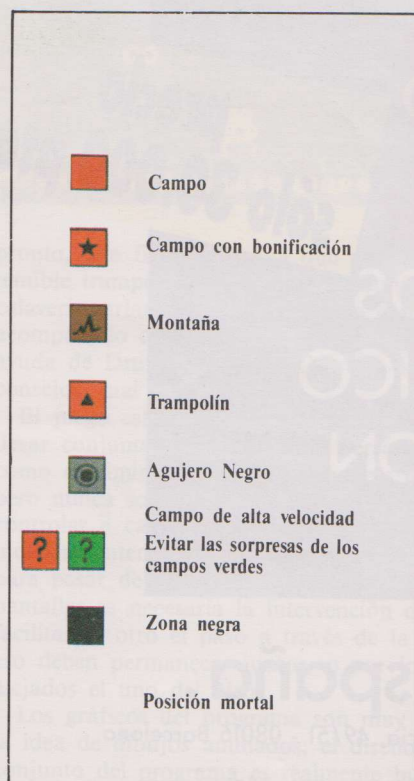 Campo
Campo con bonificación
Montaña
Trampolín
Agujero Negro
Campo de alta velocidad
? ? Evitar las sorpresas de los
campos verdes
Zona negra
Posición mortal